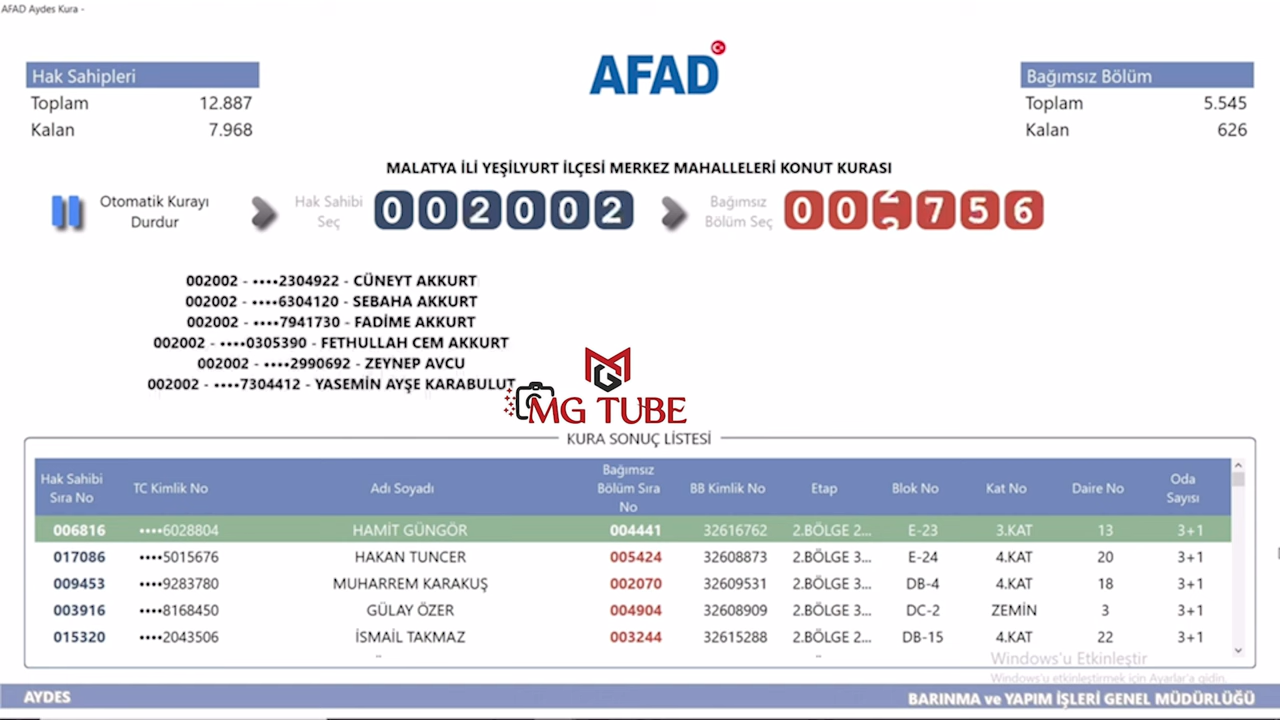 AFAD Aydes Kura -
AFAD
Hak Sahipleri
Toplam 12.887
Kalan 7.968
Bağımsız Bölüm
Toplam 5.545
Kalan 626
MALATYA İLİ YEŞİLYURT İLÇESİ MERKEZ MAHALLELERİ KONUT KURASI
Otomatik Kurayı
Durdur
Hak Sahibi
Seç
002002
Bağımsız
Bölüm Seç
00 756
002002 - ••••2304922 - CÜNEYT AKKURT
002002 - ••••6304120 - SEBAHA AKKURT
002002 - ••••7941730 - FADİME AKKURT
002002 - ••••0305390 - FETHULLAH CEM AKKURT
002002 - ••••2990692 - ZEYNEP AVCU
002002 - ••••7304412 - YASEMİN AYŞE KARABULUT
MG TUBE
KURA SONUÇ LİSTESİ
Hak Sahibi Sıra No TC Kimlik No Adı Soyadı Bağımsız Bölüm Sıra No BB Kimlik No Etap Blok No Kat No Daire No Oda Sayısı
006816 ••••6028804 HAMİT GÜNGÖR 004441 32616762 2.BÖLGE 2... E-23 3.KAT 13 3+1
017086 ••••5015676 HAKAN TUNCER 005424 32608873 2.BÖLGE 3... E-24 4.KAT 20 3+1
009453 ••••9283780 MUHARREM KARAKUŞ 002070 32609531 2.BÖLGE 3... DB-4 4.KAT 18 3+1
003916 ••••8168450 GÜLAY ÖZER 004904 32608909 2.BÖLGE 3... DC-2 ZEMİN 3 3+1
015320 ••••2043506 İSMAİL TAKMAZ 003244 32615288 2.BÖLGE 2... DB-15 4.KAT 22 3+1
Windows'u Etkinleştir
Windows'u etkinleştirmek için Ayarlar'a gidin.
AYDES
BARINMA ve YAPIM İŞLERİ GENEL MÜDÜRLÜĞÜ